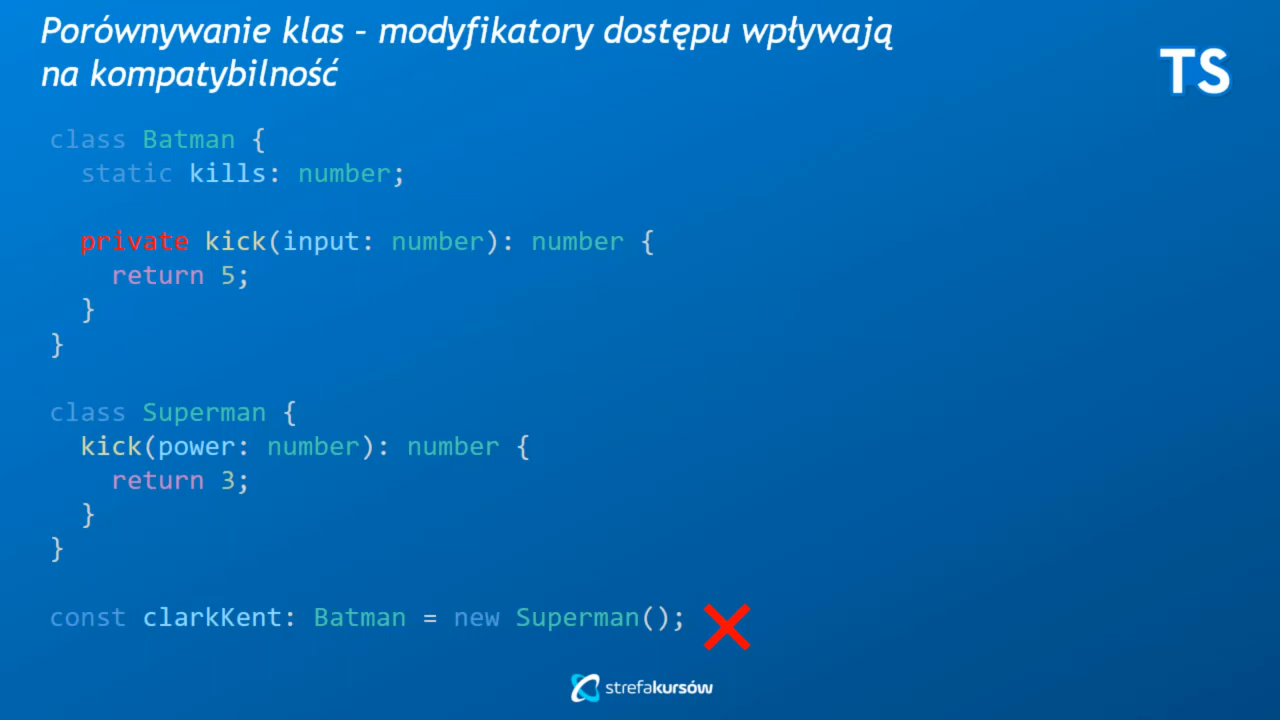 Porównywanie klas – modyfikatory dostępu wpływają
na kompatybilność
TS
class Batman {
  static kills: number;

  private kick(input: number): number {
    return 5;
  }
}

class Superman {
  kick(power: number): number {
    return 3;
  }
}

const clarkKent: Batman = new Superman();
strefakursów